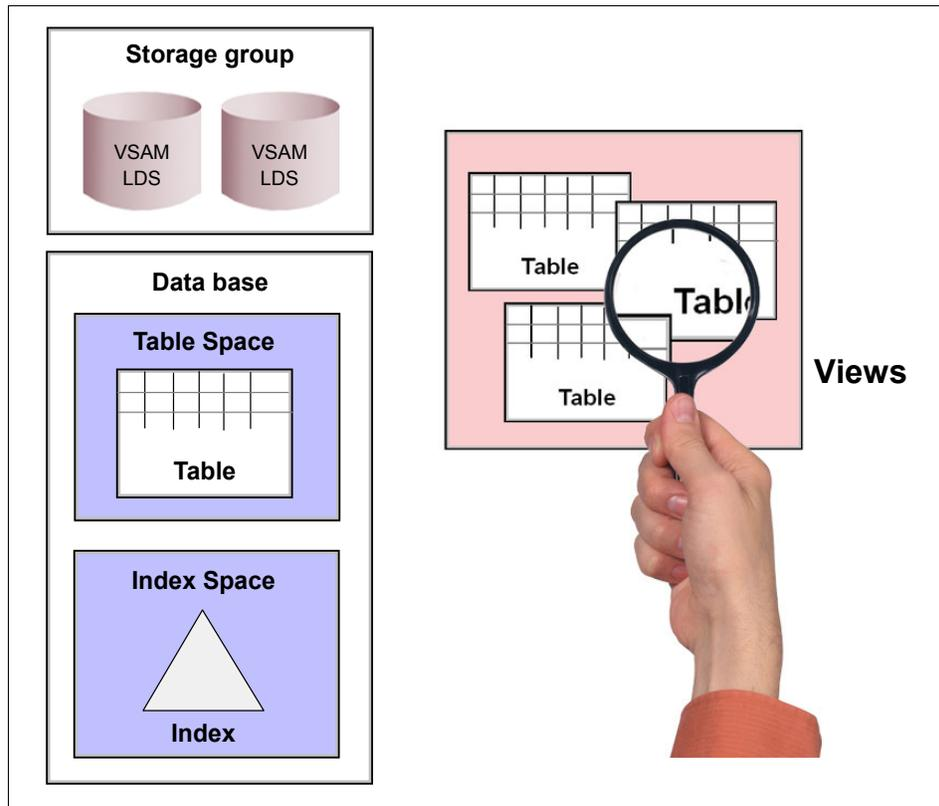 Storage group
VSAM
LDS
VSAM
LDS
Data base
Table Space
Table
Index Space
Index
Table
Table
Table
Views